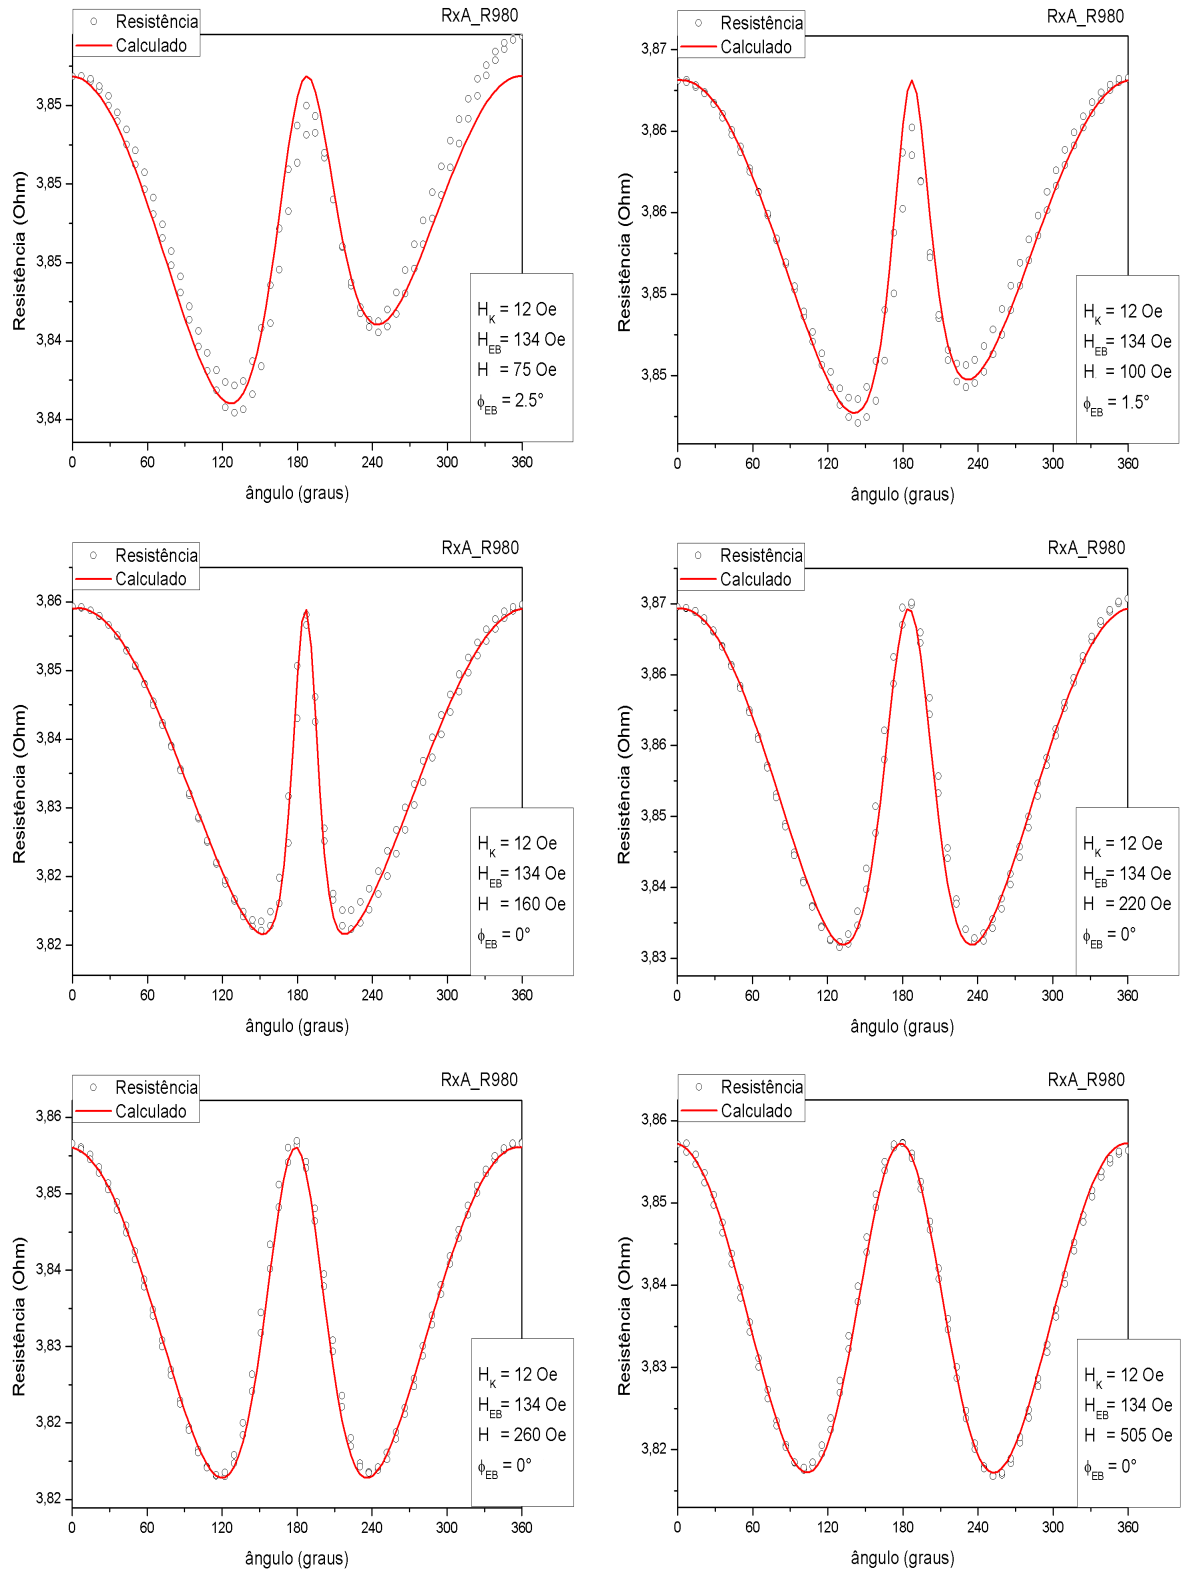 RxA_R980
Resistência
Calculado
3,85
3,85
3,85
3,84
3,84
Resistência (Ohm)
H_K = 12 Oe
H_EB = 134 Oe
H = 75 Oe
ϕ_EB = 2.5°
0 60 120 180 240 300 360
ângulo (graus)
RxA_R980
Resistência
Calculado
3,87
3,86
3,86
3,85
3,85
Resistência (Ohm)
H_K = 12 Oe
H_EB = 134 Oe
H = 100 Oe
ϕ_EB = 1.5°
0 60 120 180 240 300 360
ângulo (graus)
RxA_R980
Resistência
Calculado
3,86
3,85
3,84
3,83
3,82
3,82
Resistência (Ohm)
H_K = 12 Oe
H_EB = 134 Oe
H = 160 Oe
ϕ_EB = 0°
0 60 120 180 240 300 360
ângulo (graus)
RxA_R980
Resistência
Calculado
3,87
3,86
3,86
3,85
3,84
3,83
Resistência (Ohm)
H_K = 12 Oe
H_EB = 134 Oe
H = 220 Oe
ϕ_EB = 0°
0 60 120 180 240 300 360
ângulo (graus)
RxA_R980
Resistência
Calculado
3,86
3,85
3,84
3,83
3,82
3,82
Resistência (Ohm)
H_K = 12 Oe
H_EB = 134 Oe
H = 260 Oe
ϕ_EB = 0°
0 60 120 180 240 300 360
ângulo (graus)
RxA_R980
Resistência
Calculado
3,86
3,85
3,84
3,83
3,82
Resistência (Ohm)
H_K = 12 Oe
H_EB = 134 Oe
H = 505 Oe
ϕ_EB = 0°
0 60 120 180 240 300 360
ângulo (graus)